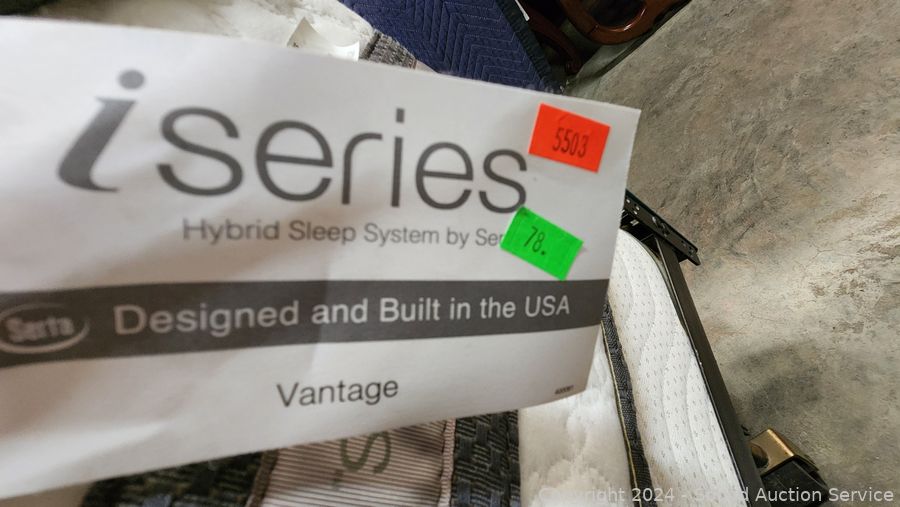 iseries
5503
Hybrid Sleep System by Ser
78.
Serta
Designed and Built in the USA
Vantage
Copyright 2024 - Sound Auction Service